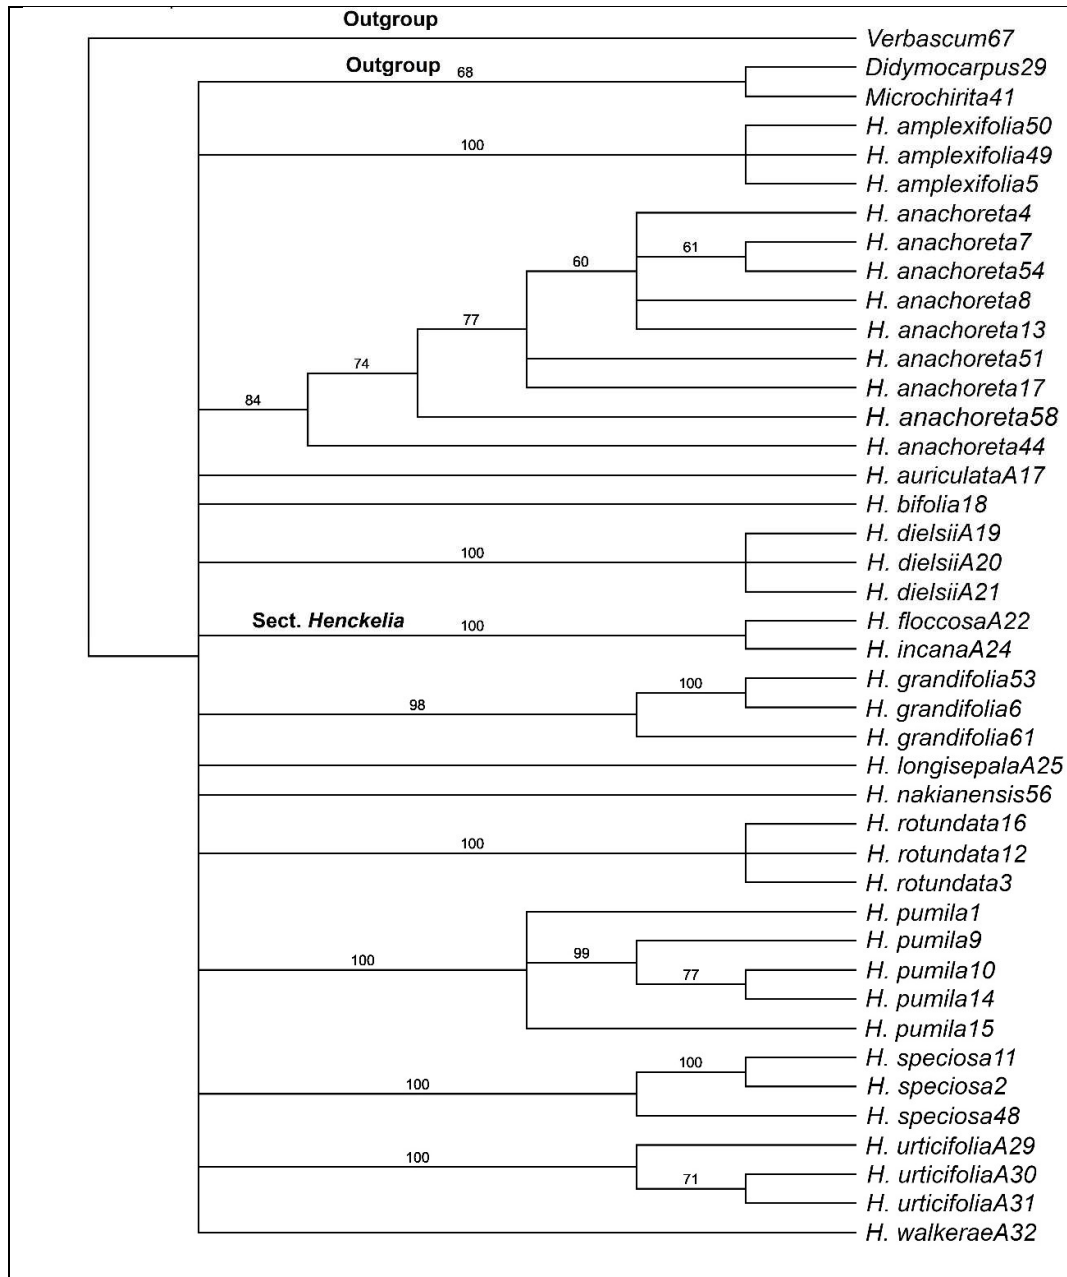 Outgroup
Verbascum67
Outgroup 68
Didymocarpus29
Microchirita41
H. amplexifolia50
100
H. amplexifolia49
H. amplexifolia5
H. anachoreta4
H. anachoreta7
61
H. anachoreta54
60
H. anachoreta8
77
H. anachoreta13
H. anachoreta51
74
H. anachoreta17
84
H. anachoreta58
H. anachoreta44
H. auriculataA17
H. bifolia18
H. dielsiiA19
100
H. dielsiiA20
H. dielsiiA21
Sect. Henckelia
100
H. floccosaA22
H. incanaA24
H. grandifolia53
100
98
H. grandifolia6
H. grandifolia61
H. longisepalaA25
H. nakianensis56
H. rotundata16
100
H. rotundata12
H. rotundata3
H. pumila1
H. pumila9
99
100
H. pumila10
77
H. pumila14
H. pumila15
H. speciosa11
100
100
H. speciosa2
H. speciosa48
H. urticifoliaA29
100
H. urticifoliaA30
71
H. urticifoliaA31
H. walkeraeA32